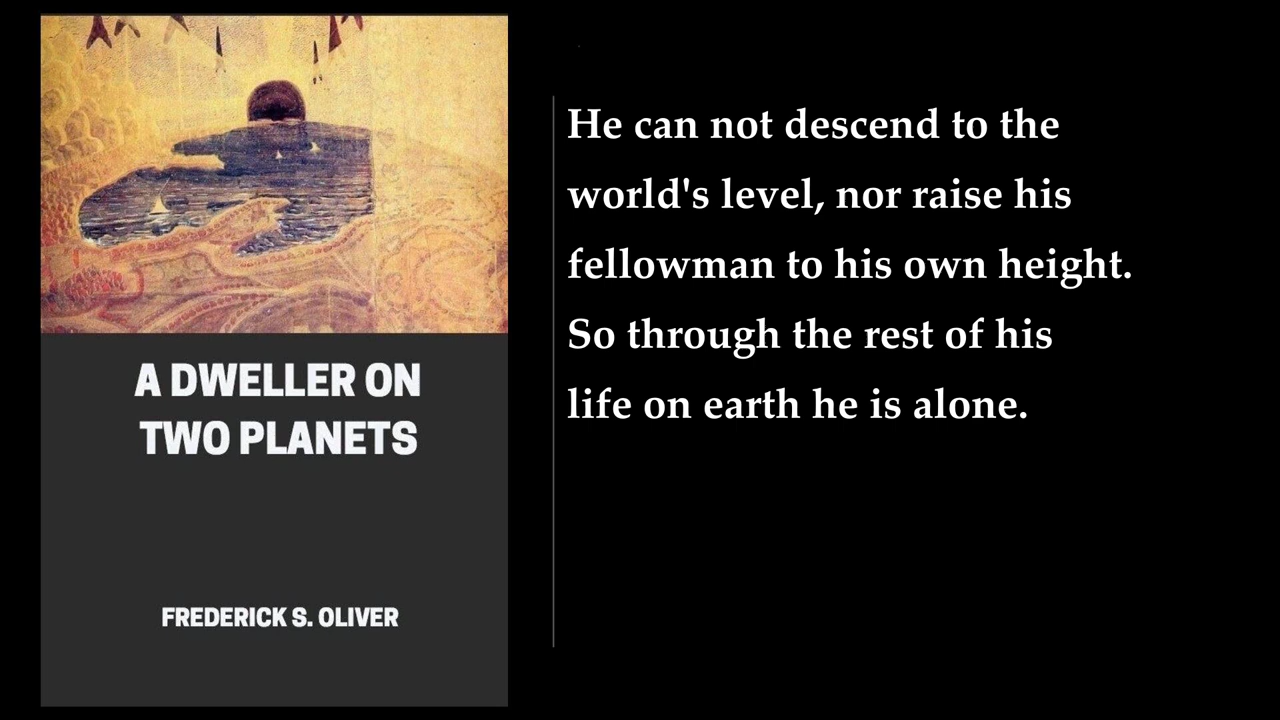 A DWELLER ON
TWO PLANETS
FREDERICK S. OLIVER
He can not descend to the
world's level, nor raise his
fellowman to his own height.
So through the rest of his
life on earth he is alone.